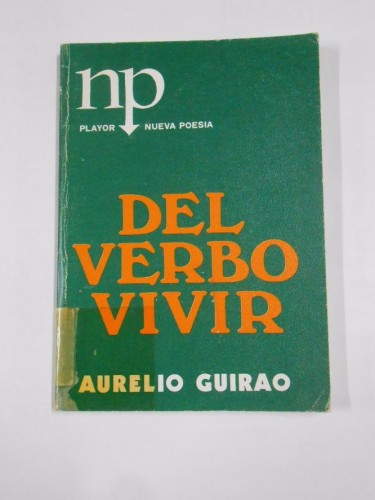 np
PLAYOR NUEVA POESIA
DEL
VERBO
VIVIR
AURELIO GUIRAO